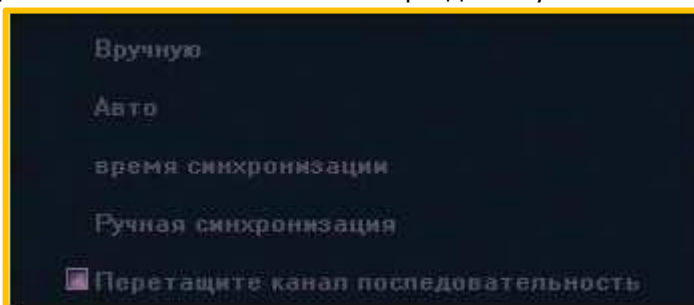 Вручную
Авто
время синхронизации
Ручная синхронизация
Перетащите канал последовательность